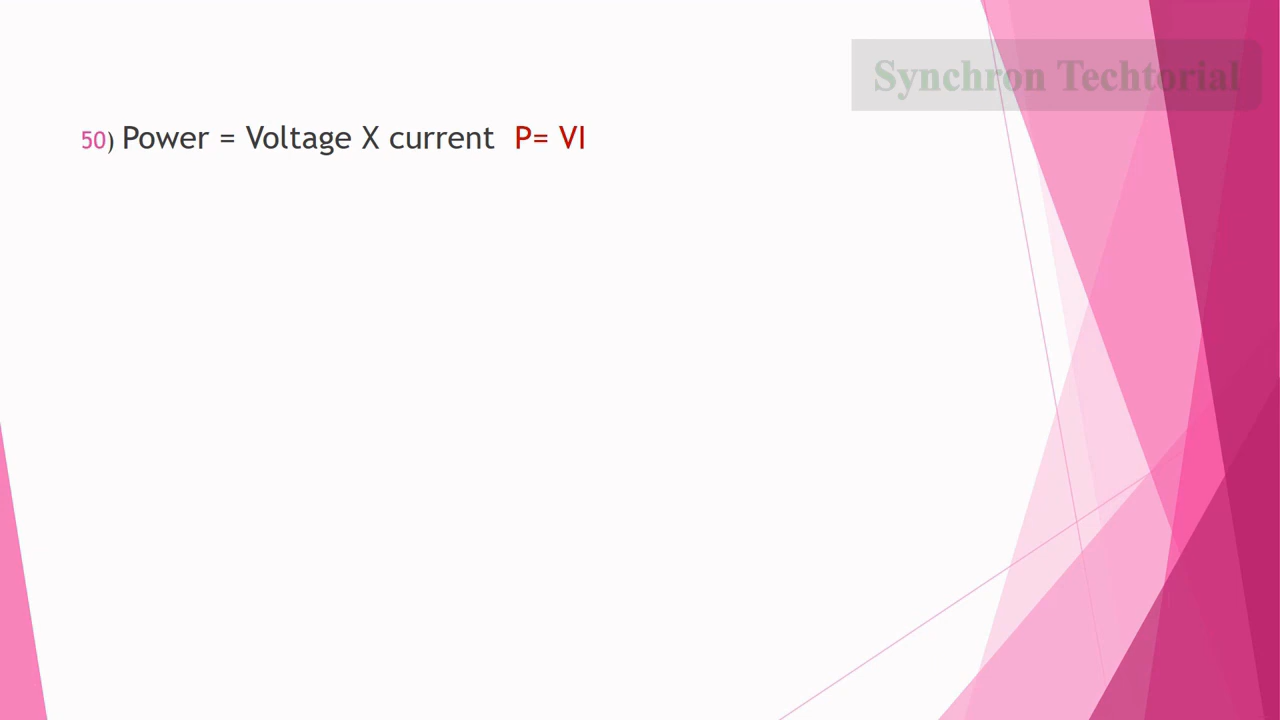 Synchron Techtorial
50) Power = Voltage X current P= VI